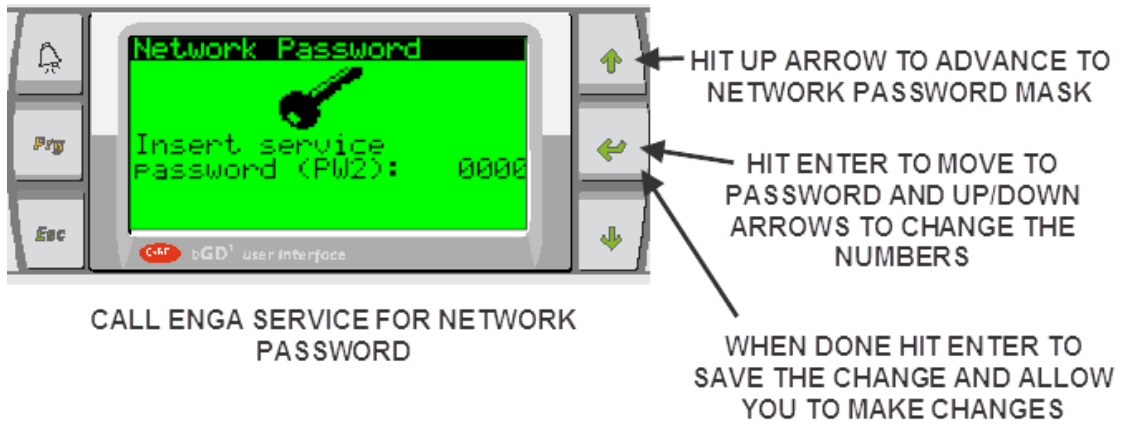 Network Password
Insert service
password (PW2): 0000
Prg
Esc
pGD¹ user interface
HIT UP ARROW TO ADVANCE TO
NETWORK PASSWORD MASK
HIT ENTER TO MOVE TO
PASSWORD AND UP/DOWN
ARROWS TO CHANGE THE
NUMBERS
WHEN DONE HIT ENTER TO
SAVE THE CHANGE AND ALLOW
YOU TO MAKE CHANGES
CALL ENGA SERVICE FOR NETWORK
PASSWORD